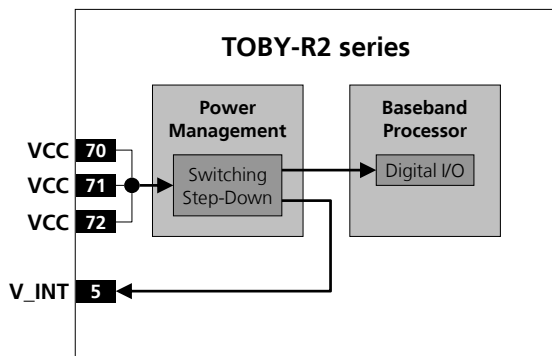 TOBY-R2 series
Power
Management
Baseband
Processor
VCC 70
VCC 71
VCC 72
Switching
Step-Down
Digital I/O
V_INT 5